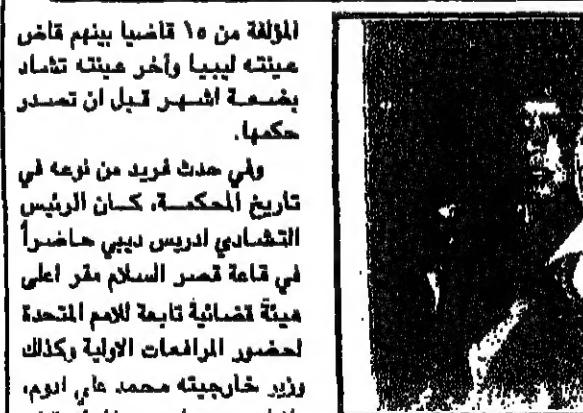 المؤلفة من ١٥ قاضيا بينهم قاض
عينته ليبيا وأخر عينته تشاد
بضعة اشهر قبل ان تصدر
حكمها.
وفي حدث فريد من نوعه في
تاريخ المحكمة، كان الرئيس
التشادي ادريس ديبي حاضراً
في قاعة قصر السلام مقر اعلى
هيئة قضائية تابعة للامم المتحدة
لحضور المرافعات الاولية وكذلك
وزير خارجيته محمد علي ادوم،